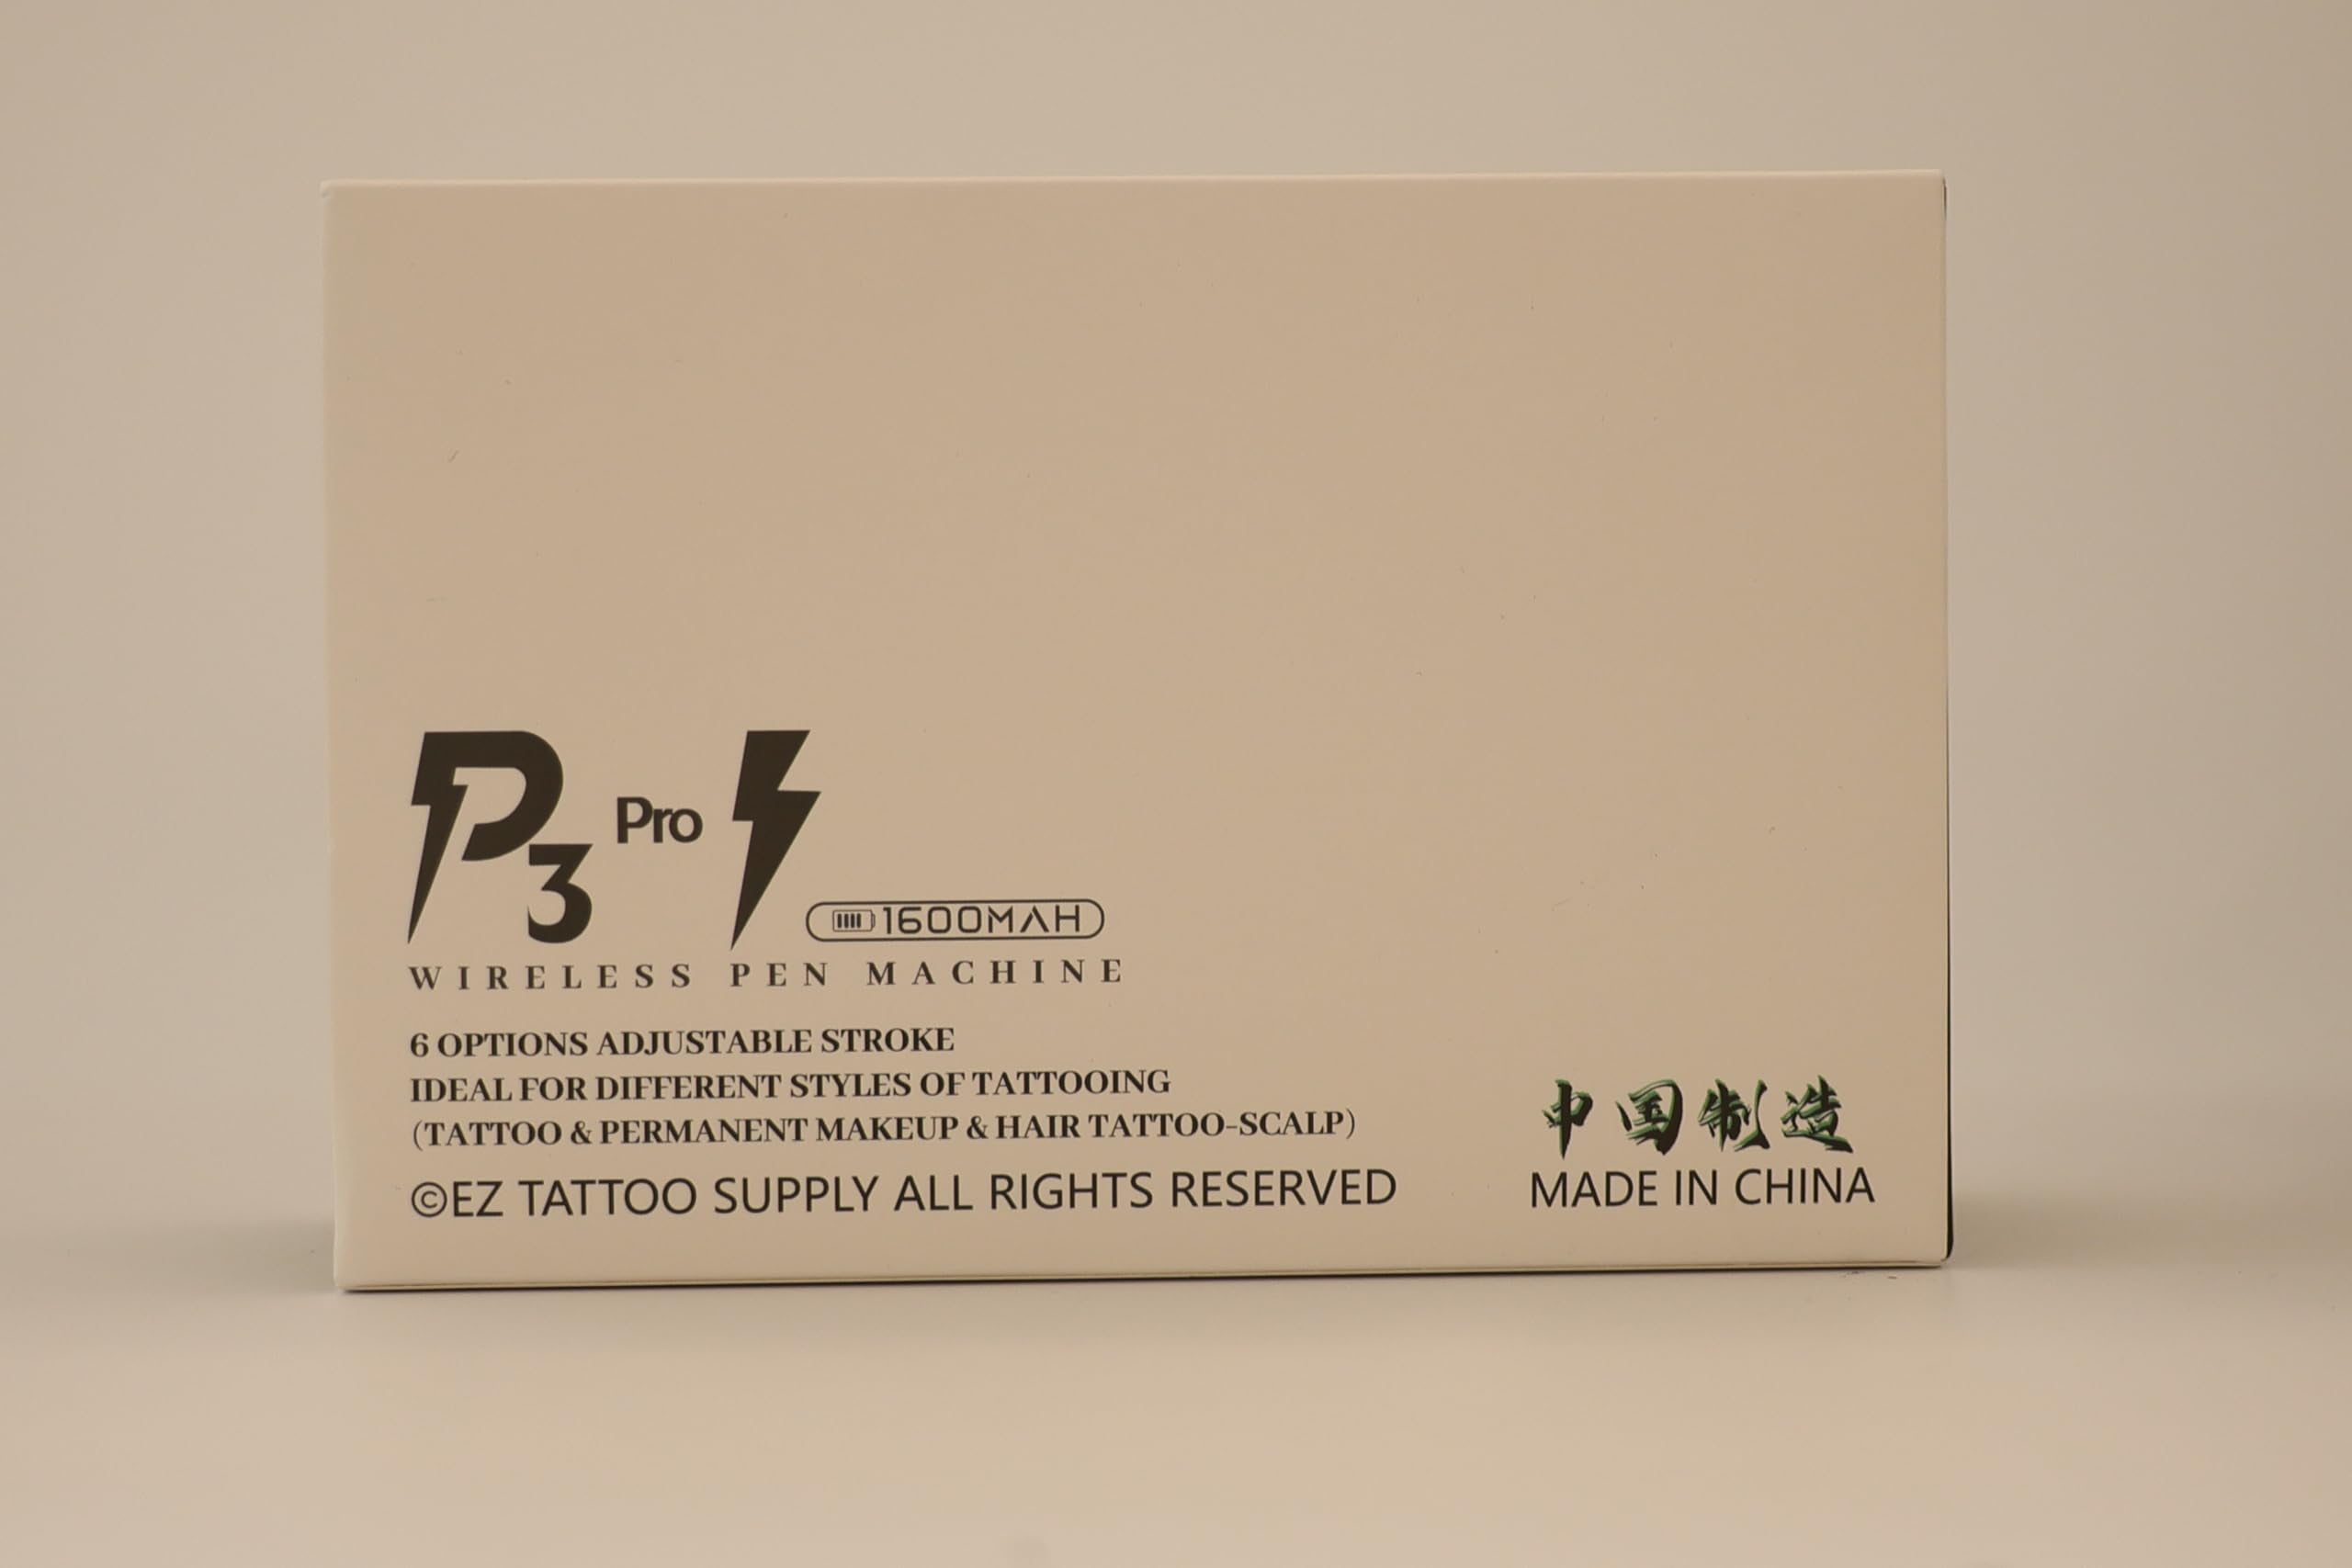 P3 Pro
1600MAH
WIRELESS PEN MACHINE
6 OPTIONS ADJUSTABLE STROKE
IDEAL FOR DIFFERENT STYLES OF TATTOOING
(TATTOO & PERMANENT MAKEUP & HAIR TATTOO-SCALP)
©EZ TATTOO SUPPLY ALL RIGHTS RESERVED
中国制造
MADE IN CHINA